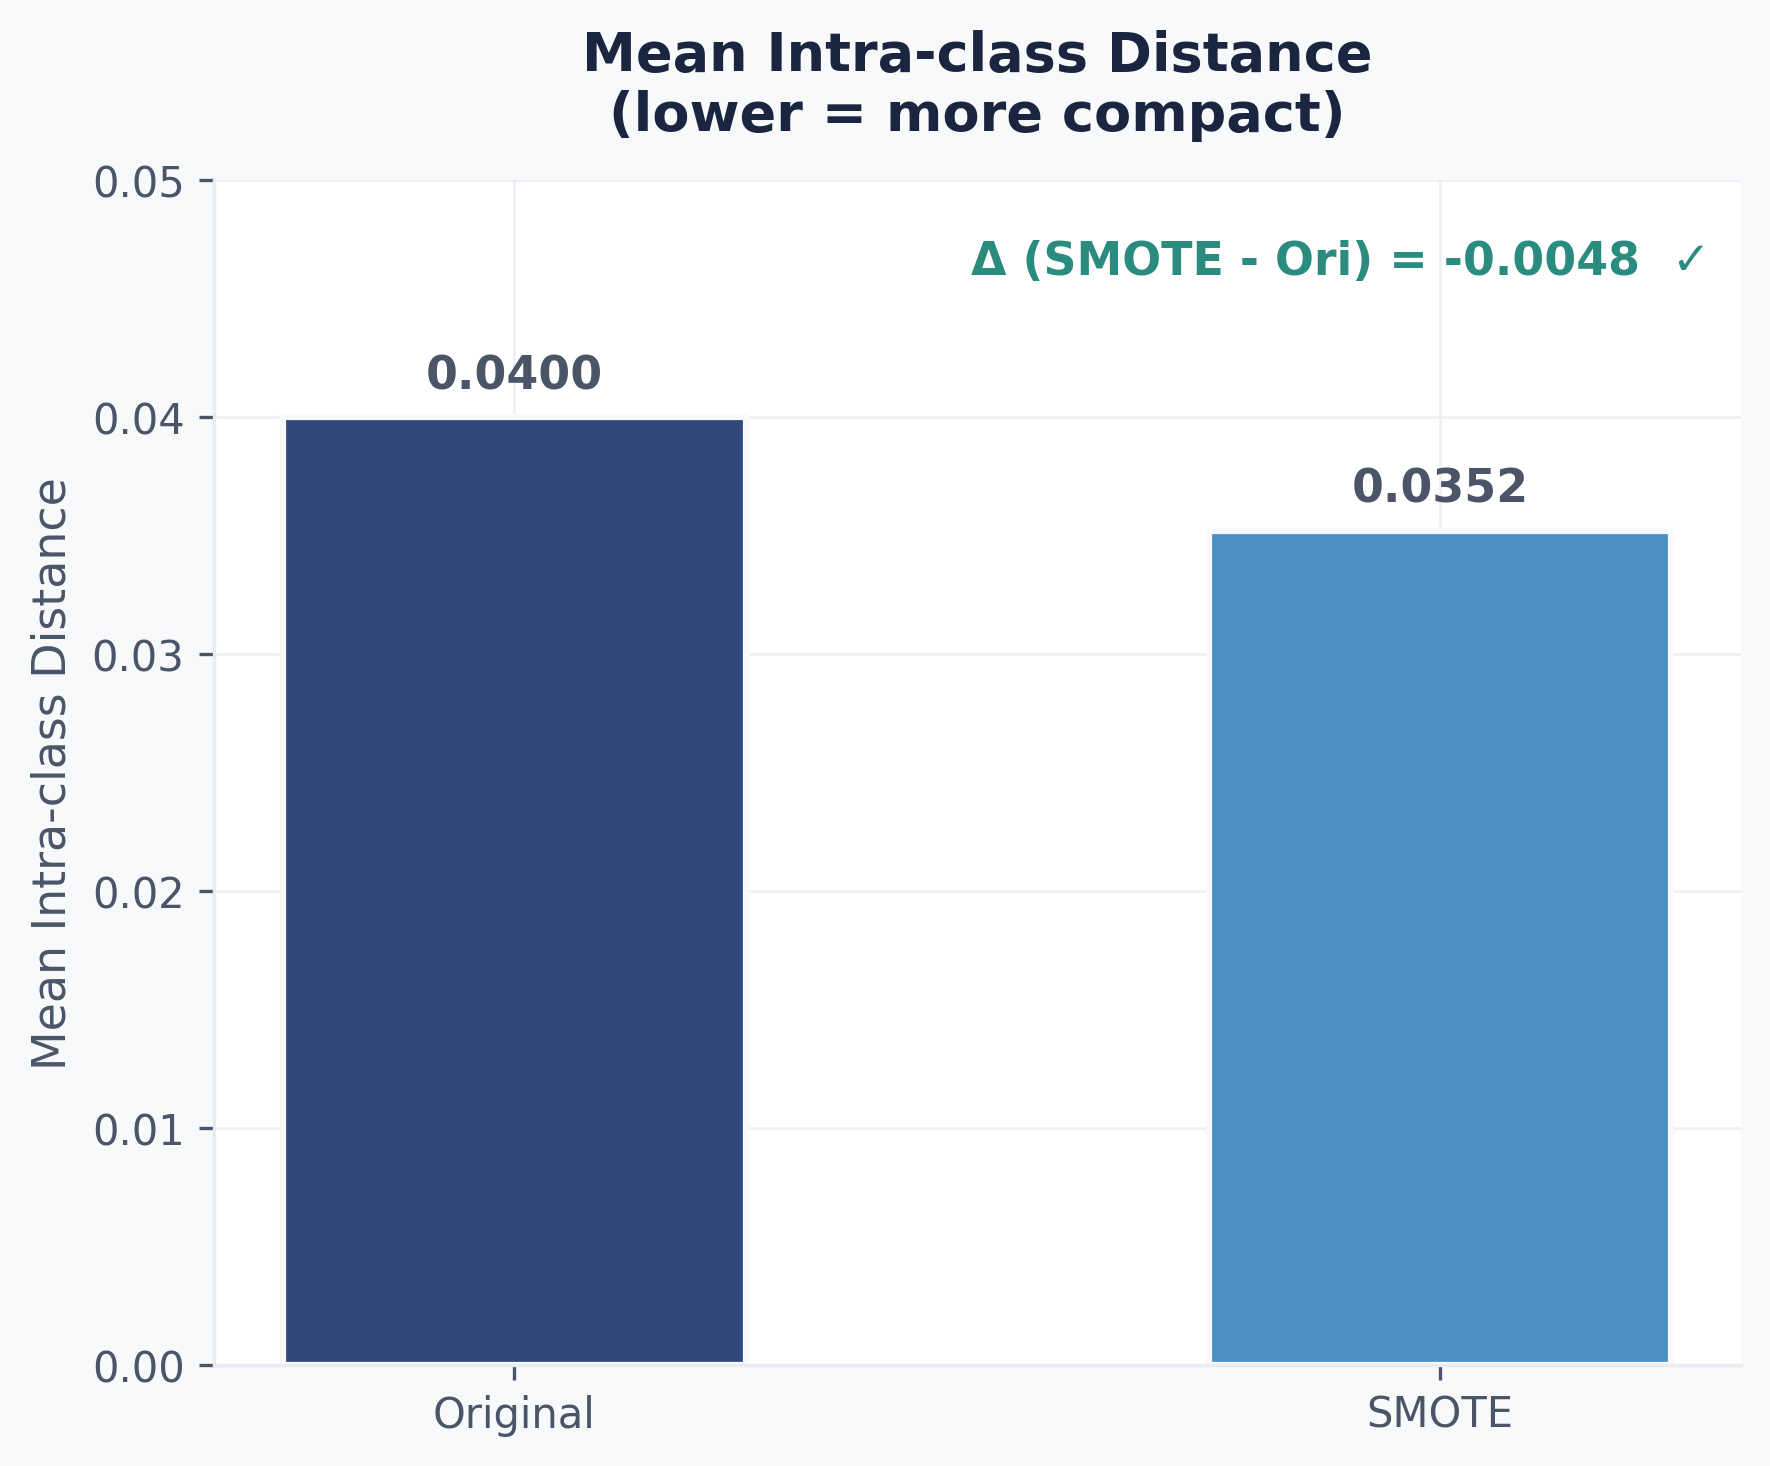 Mean Intra-class Distance
(lower = more compact)
Mean Intra-class Distance
0.05
0.04
0.03
0.02
0.01
0.00
Δ (SMOTE - Ori) = -0.0048 ✓
0.0400
0.0352
Original
SMOTE